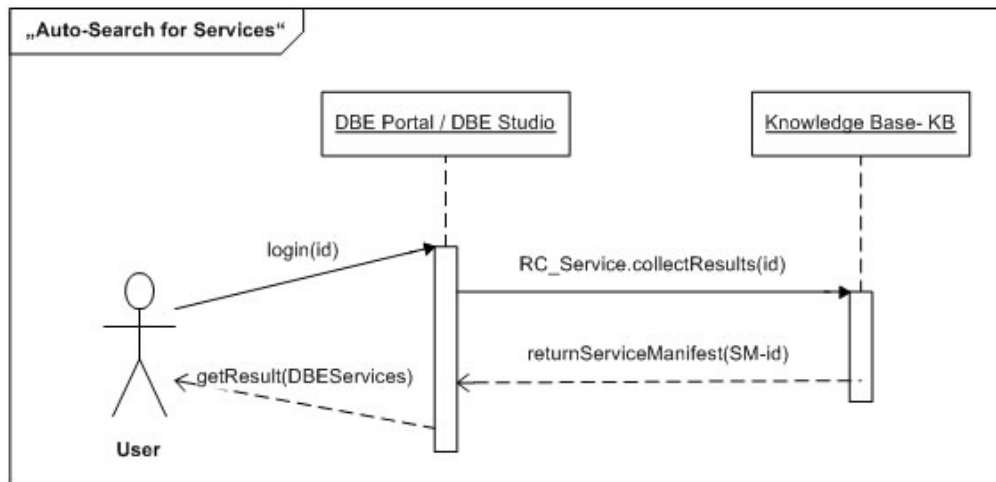 „Auto-Search for Services“
DBE Portal / DBE Studio
Knowledge Base- KB
login(id)
RC_Service.collectResults(id)
returnServiceManifest(SM-id)
getResult(DBEServices)
User